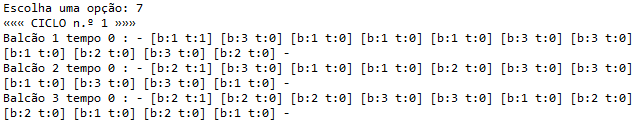 Escolha uma opção: 7
««« CICLO n.º 1 »»»
Balcão 1 tempo 0 : - [b:1 t:1] [b:3 t:0] [b:1 t:0] [b:1 t:0] [b:1 t:0] [b:3 t:0] [b:3 t:0]
[b:1 t:0] [b:2 t:0] [b:3 t:0] [b:2 t:0] -
Balcão 2 tempo 0 : - [b:2 t:1] [b:3 t:0] [b:1 t:0] [b:1 t:0] [b:2 t:0] [b:3 t:0] [b:3 t:0]
[b:1 t:0] [b:3 t:0] [b:3 t:0] [b:1 t:0] -
Balcão 3 tempo 0 : - [b:2 t:1] [b:2 t:0] [b:2 t:0] [b:3 t:0] [b:3 t:0] [b:1 t:0] [b:2 t:0]
[b:2 t:0] [b:1 t:0] [b:2 t:0] [b:1 t:0] -